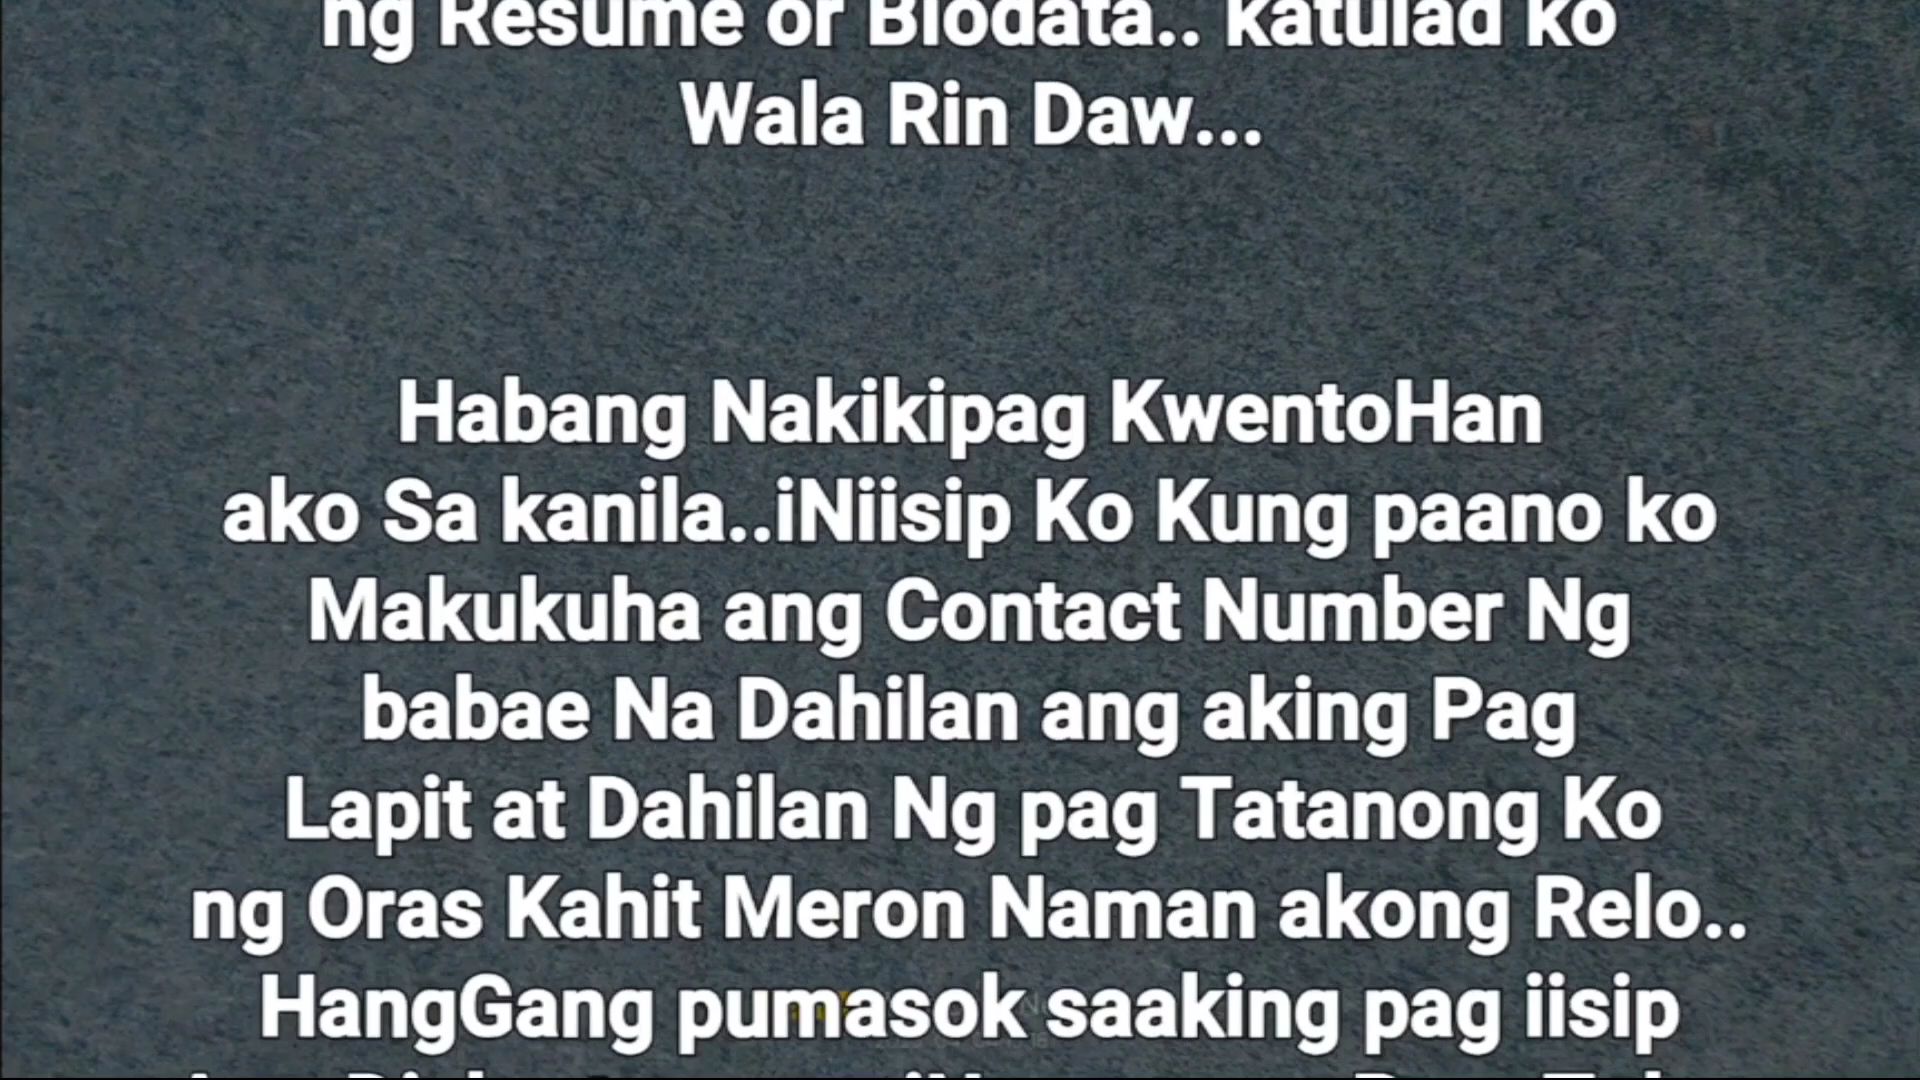 ng Resume or Biodata.. katulad ko
Wala Rin Daw...
Habang Nakikipag KwentoHan
ako Sa kanila..iNiisip Ko Kung paano ko
Makukuha ang Contact Number Ng
babae Na Dahilan ang aking Pag
Lapit at Dahilan Ng pag Tatanong Ko
ng Oras Kahit Meron Naman akong Relo..
HangGang pumasok saaking pag iisip